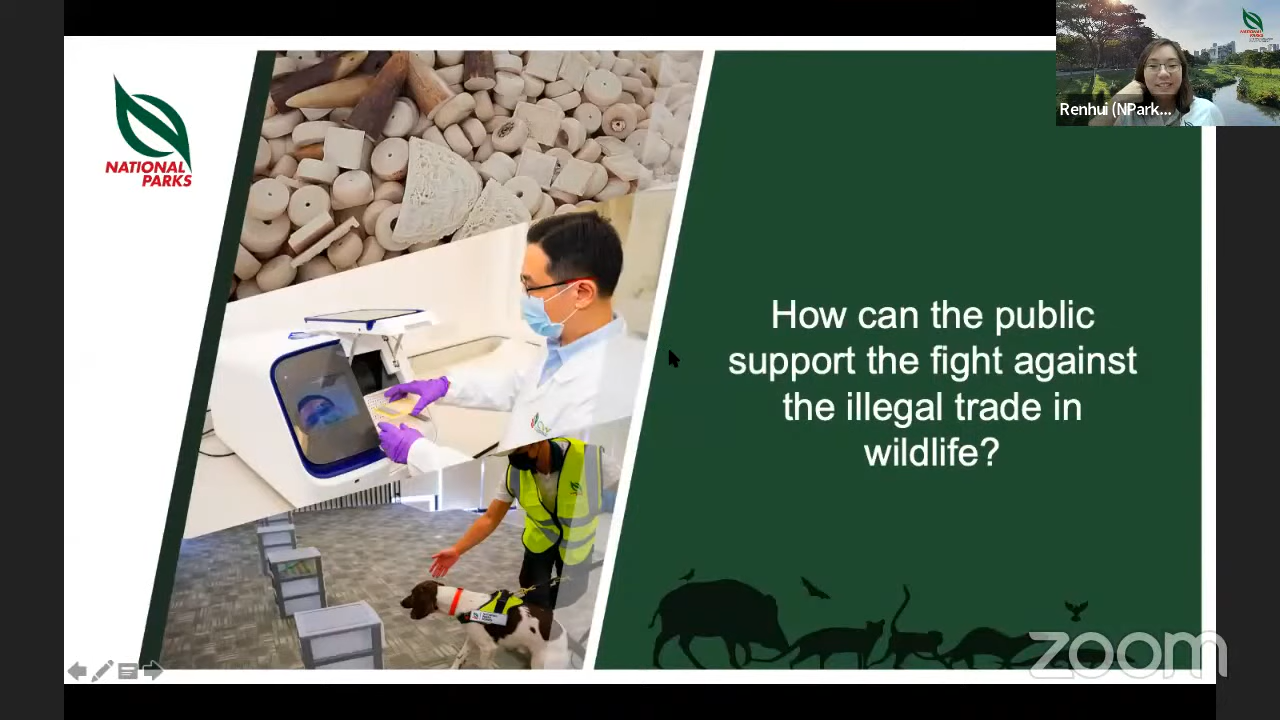 NATIONAL
PARKS
Renhui (NPark...
How can the public
support the fight against
the illegal trade in
wildlife?
zoom